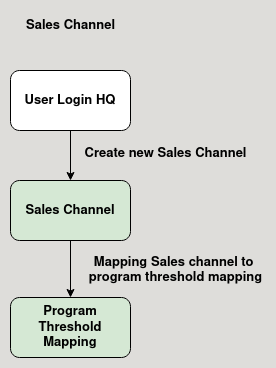 Sales Channel
User Login HQ
Create new Sales Channel
Sales Channel
Mapping Sales channel to
program threshold mapping
Program
Threshold
Mapping